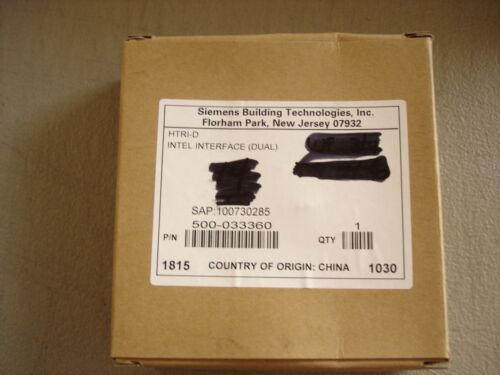 Siemens Building Technologies, Inc.
Florham Park, New Jersey 07932
HTRI-D
INTEL INTERFACE (DUAL)
SAP:100730285
500-033360
P/N
QTY
1
1815 COUNTRY OF ORIGIN: CHINA 1030